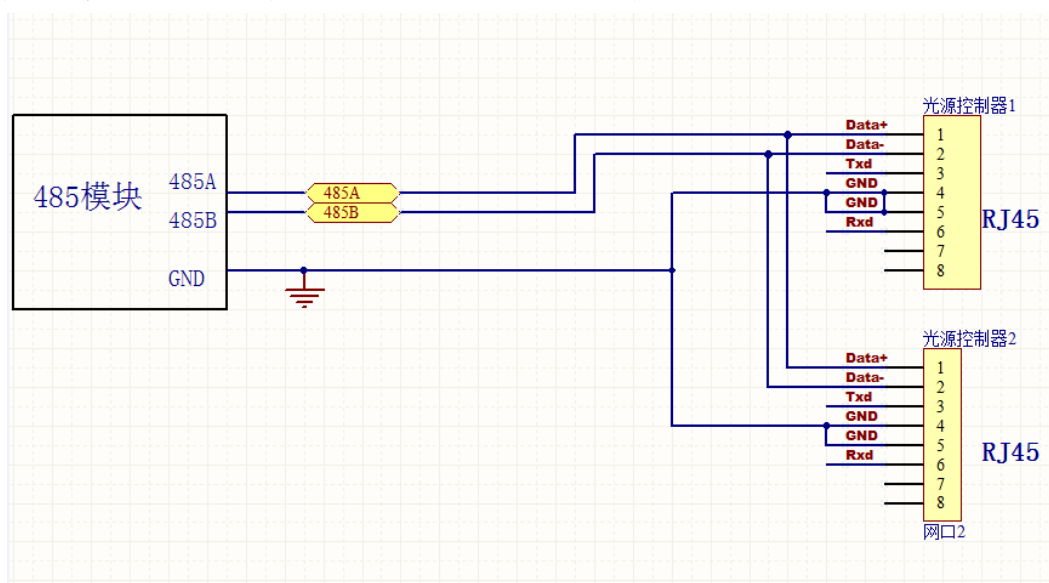 485模块
485A
485B
GND
485A
485B
光源控制器1
Data+
1
Data-
2
Txd
3
GND
4
GND
5
Rxd
6
7
8
RJ45
光源控制器2
Data+
1
Data-
2
Txd
3
GND
4
GND
5
Rxd
6
7
8
RJ45
网口2